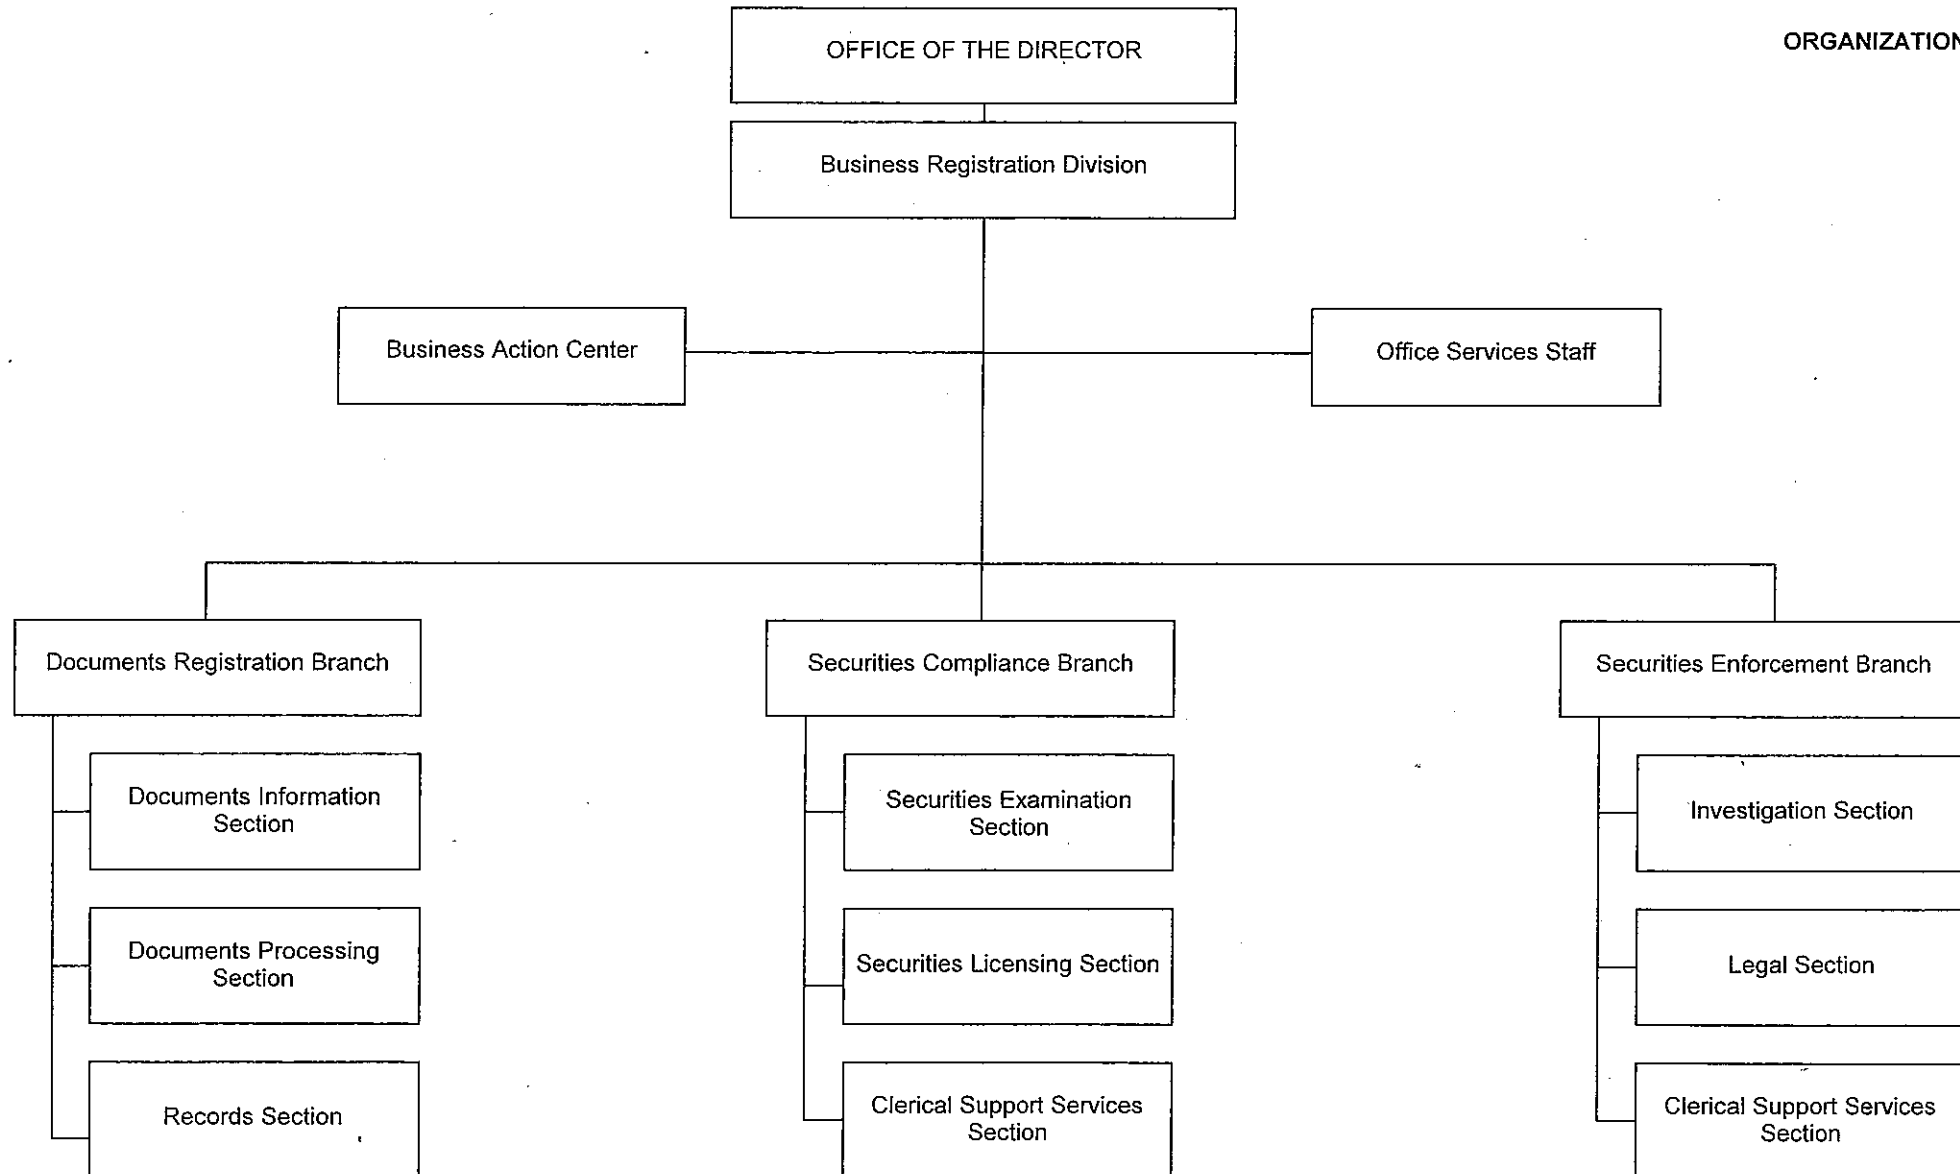 ORGANIZATION
OFFICE OF THE DIRECTOR
Business Registration Division
Business Action Center
Office Services Staff
Documents Registration Branch
Documents Information
Section
Documents Processing
Section
Records Section
Securities Compliance Branch
Securities Examination
Section
Securities Licensing Section
Clerical Support Services
Section
Securities Enforcement Branch
Investigation Section
Legal Section
Clerical Support Services
Section